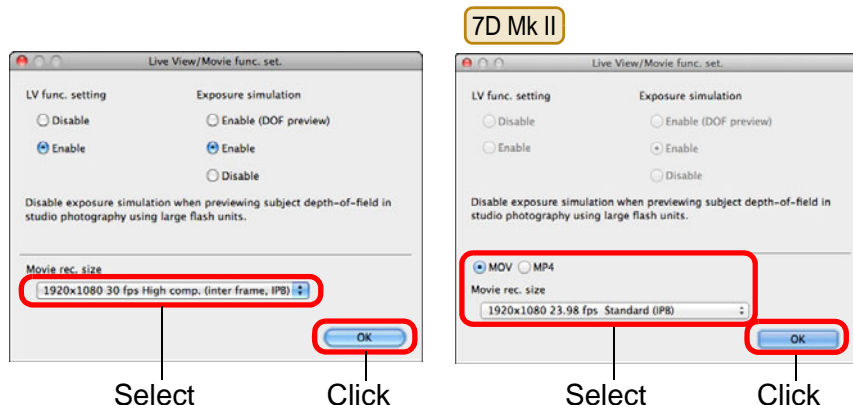 7D Mk II
Live View/Movie func. set.
LV func. setting
Exposure simulation
Disable
Enable (DOF preview)
Enable
Enable
Disable
Disable exposure simulation when previewing subject depth-of-field in
studio photography using large flash units.
Movie rec. size
1920x1080 30 fps High comp. (inter frame, IPB)
OK
Select
Click
Live View/Movie func. set.
LV func. setting
Exposure simulation
Disable
Enable (DOF preview)
Enable
Enable
Disable
Disable exposure simulation when previewing subject depth-of-field in
studio photography using large flash units.
MOV MP4
Movie rec. size
1920x1080 23.98 fps Standard (IPB)
OK
Select
Click